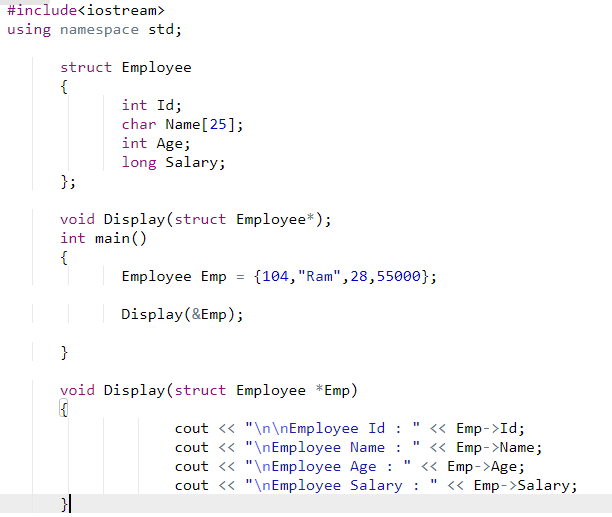 #include<iostream>
using namespace std;
struct Employee
{
int Id;
char Name[25];
int Age;
long Salary;
};
void Display(struct Employee*);
int main()
{
Employee Emp = {104,"Ram",28,55000};
Display(&Emp);
}
void Display(struct Employee *Emp)
{
cout << "\n\nEmployee Id : " << Emp->Id;
cout << "\nEmployee Name : " << Emp->Name;
cout << "\nEmployee Age : " << Emp->Age;
cout << "\nEmployee Salary : " << Emp->Salary;
}